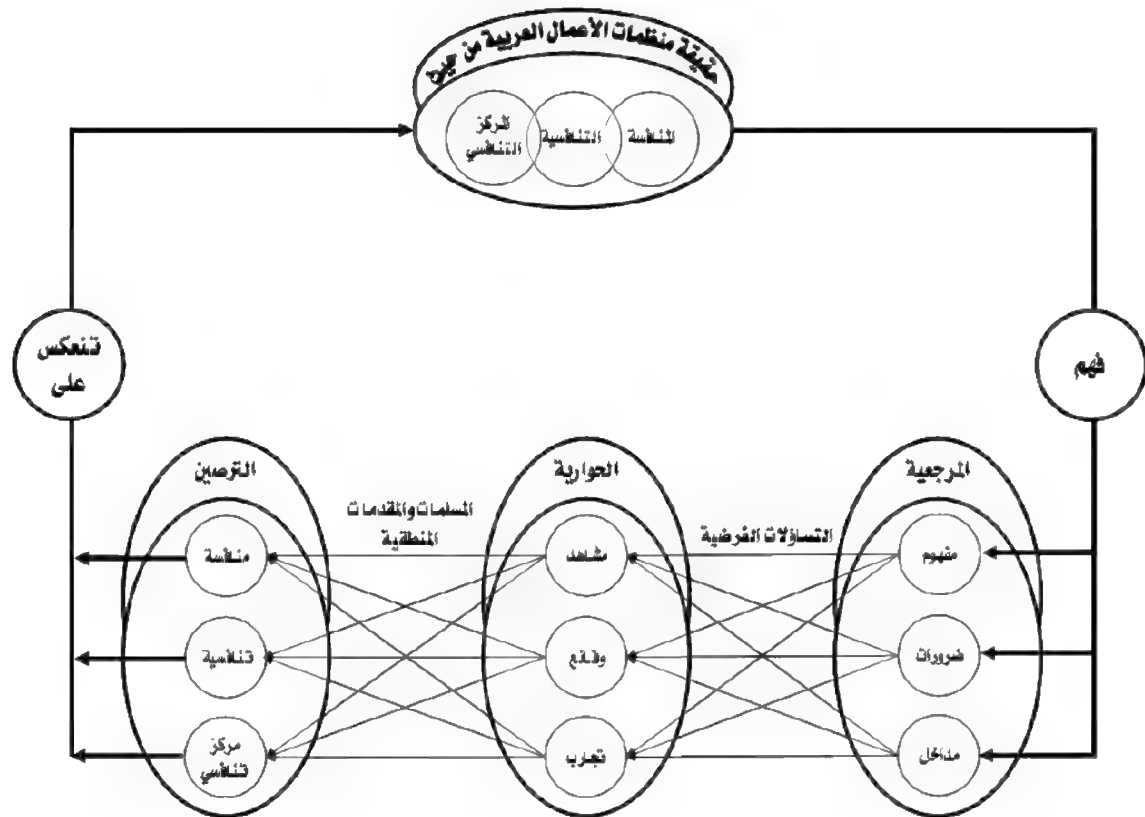 حقيقة منظمات الأعمال العربية من حيث
المنافسة
التنافسية
المركز
التنافسي
فهم
تنعكس
على
المرجعية
مفهوم
ضرورات
مداخل
التساؤلات الفرضية
الحوارية
مشاهد
وقائع
تجارب
المسلمات والمقدمات
المنطقية
الترصين
منافسة
تنافسية
مركز
تنافسي